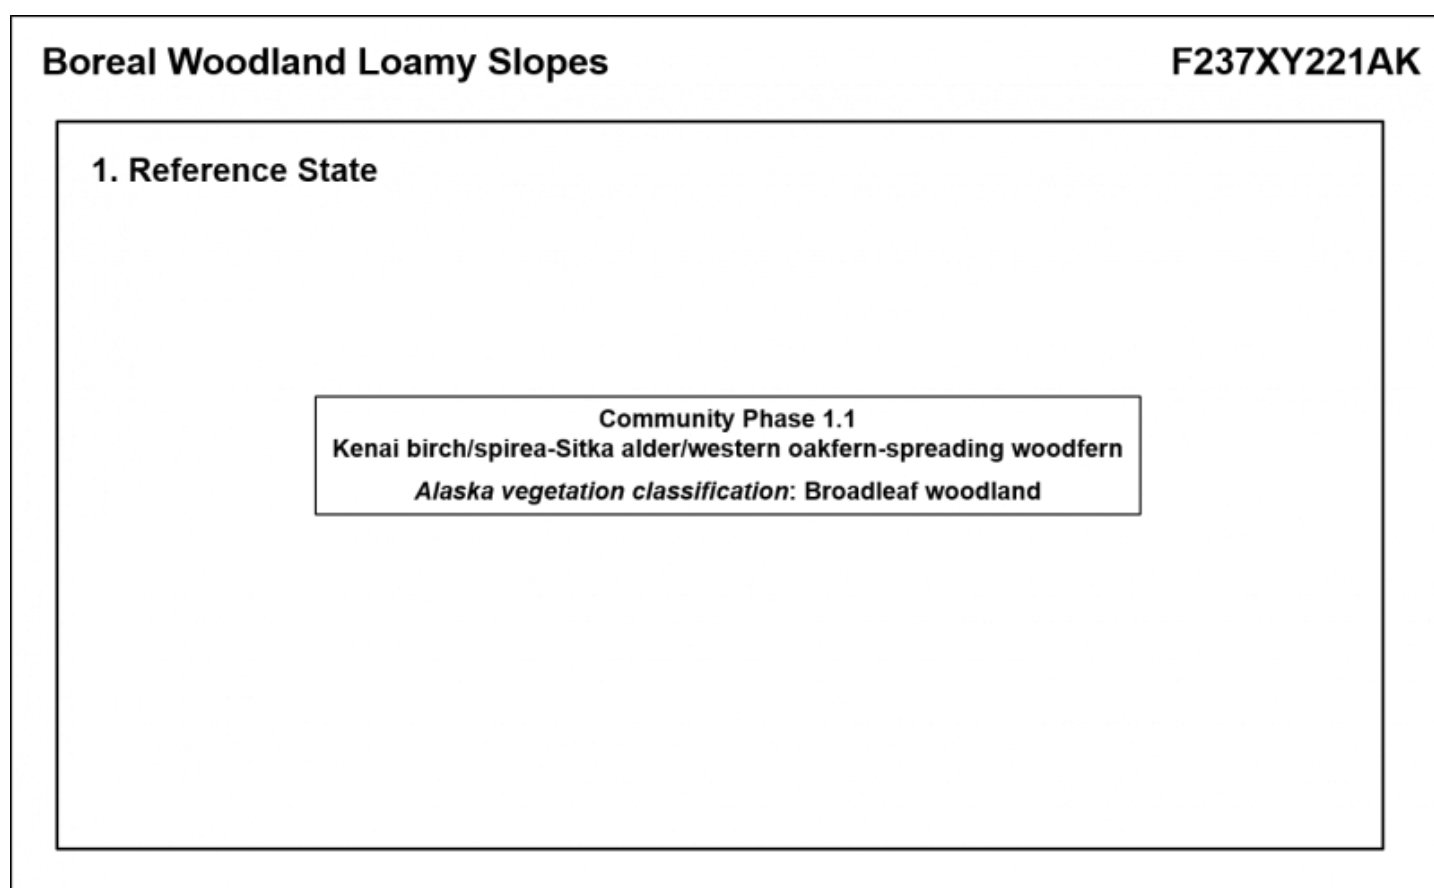 Boreal Woodland Loamy Slopes F237XY221AK
1. Reference State
Community Phase 1.1
Kenai birch/spirea-Sitka alder/western oakfern-spreading woodfern
Alaska vegetation classification: Broadleaf woodland